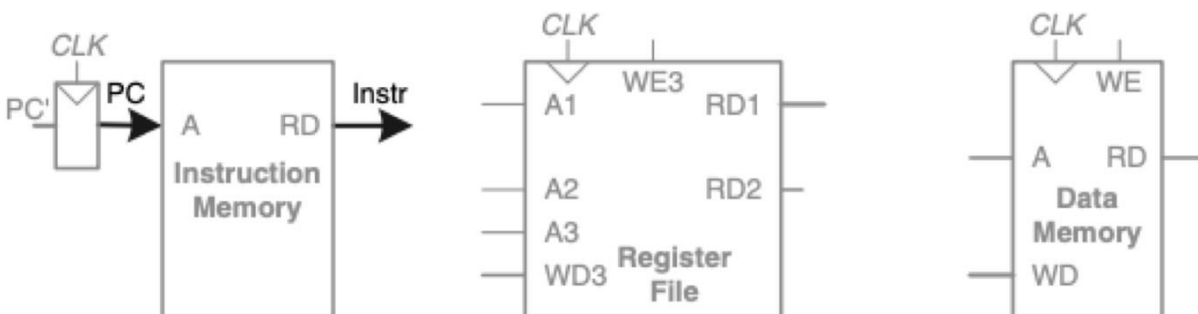 CLK
PC'
PC
A
RD
Instr
Instruction
Memory
CLK
WE3
A1
RD1
A2
RD2
A3
WD3
Register
File
CLK
WE
A
RD
Data
Memory
WD